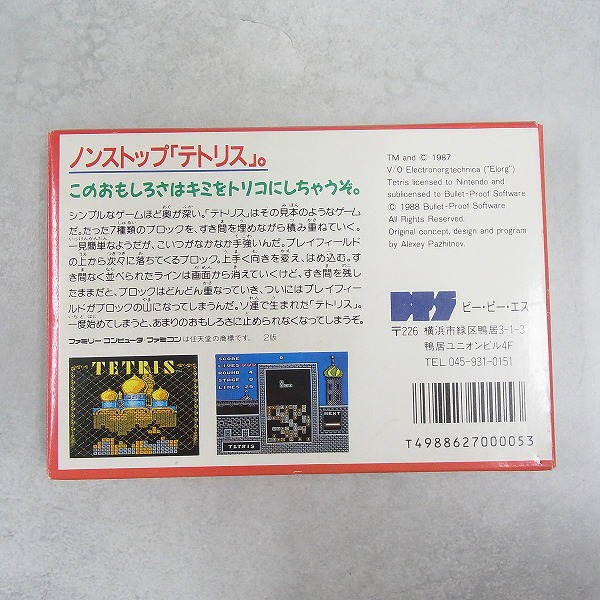 ノンストップ「テトリス」。
このおもしろさはキミをトリコにしちゃうぞ。
シンプルなゲームほど奥が深い。「テトリス」はその見本のようなゲーム
だ。たった7種類のブロックを、すき間を埋めながら積み重ねていく。
一見簡単なようだが、こいつがなかなか手強いんだ。プレイフィールド
の上から次々に落ちてくるブロック。上手く向きを変え、はめ込む。す
き間なく並べられたラインは画面から消えていくけど、すき間を残し
たままだと、ブロックはどんどん重なっていき、ついにはプレイフィー
ルドがブロックの山になってしまうんだ。ソ連で生まれた「テトリス」。
一度始めてしまうと、あまりのおもしろさに止められなくなってしまうぞ。
ファミリーコンピュータ・ファミコンは任天堂の商標です。 2版
TETRIS
SCORE 0
LIVES
ROUND 4
STAGE 0
LINES 25
NEXT
TETRIS
TM and © 1987
V/O Electronorgtechnica ("Elorg")
Tetris licensed to Nintendo and
sublicensed to Bullet-Proof Software
© 1988 Bullet-Proof Software
All Rights Reserved.
Original concept, design and program
by Alexey Pazhitnov.
BPS ビー・ピー・エス
〒226 横浜市緑区鴨居3-1-3
鴨居ユニオンビル4F
TEL 045-931-0151
T4988627000053